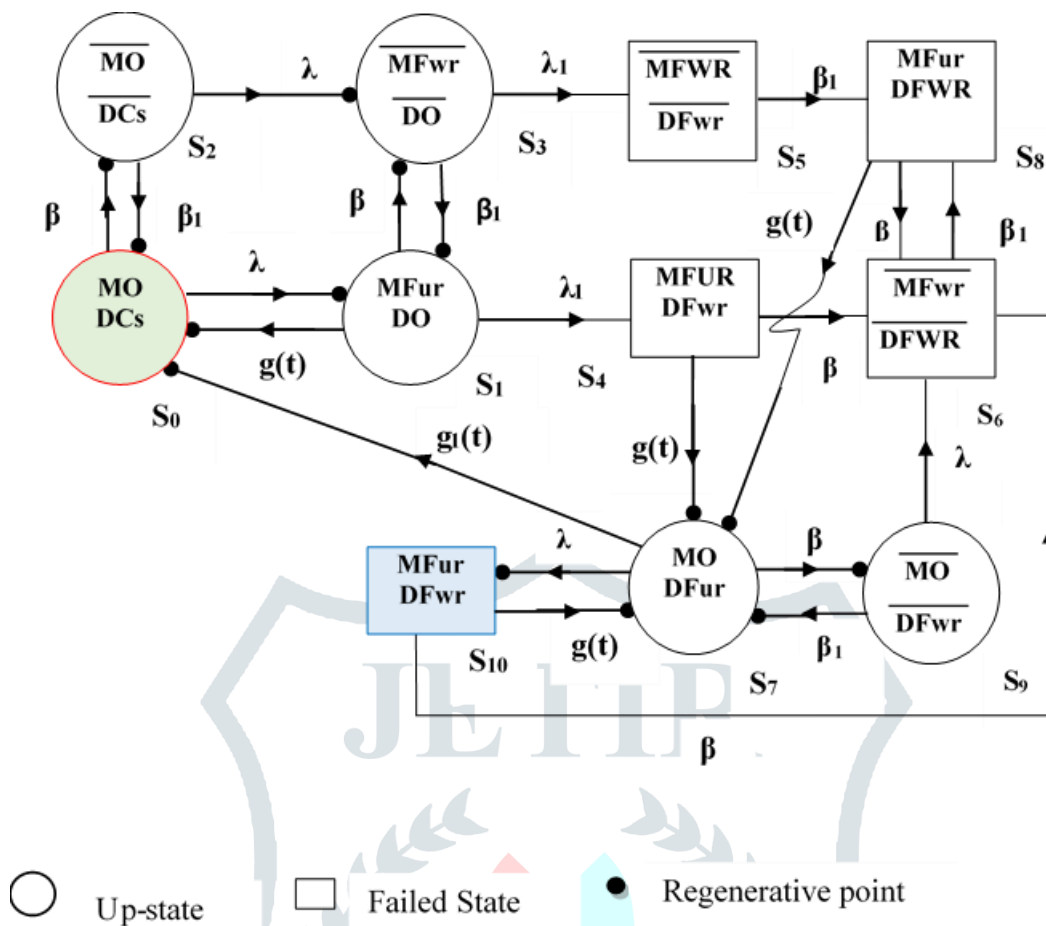 MO
DCs
S2
λ
MFwr
DO
S3
λ1
MFWR
DFwr
S5
β1
MFur
DFWR
S8
β
β1
β
β1
g(t)
β
β1
MO
DCs
S0
λ
g(t)
MFur
DO
S1
λ1
S4
MFUR
DFwr
β
MFwr
DFWR
S6
g1(t)
g(t)
λ
MFur
DFwr
S10
λ
g(t)
MO
DFur
S7
β
β1
MO
DFwr
S9
β
JETIR
Up-state
Failed State
Regenerative point